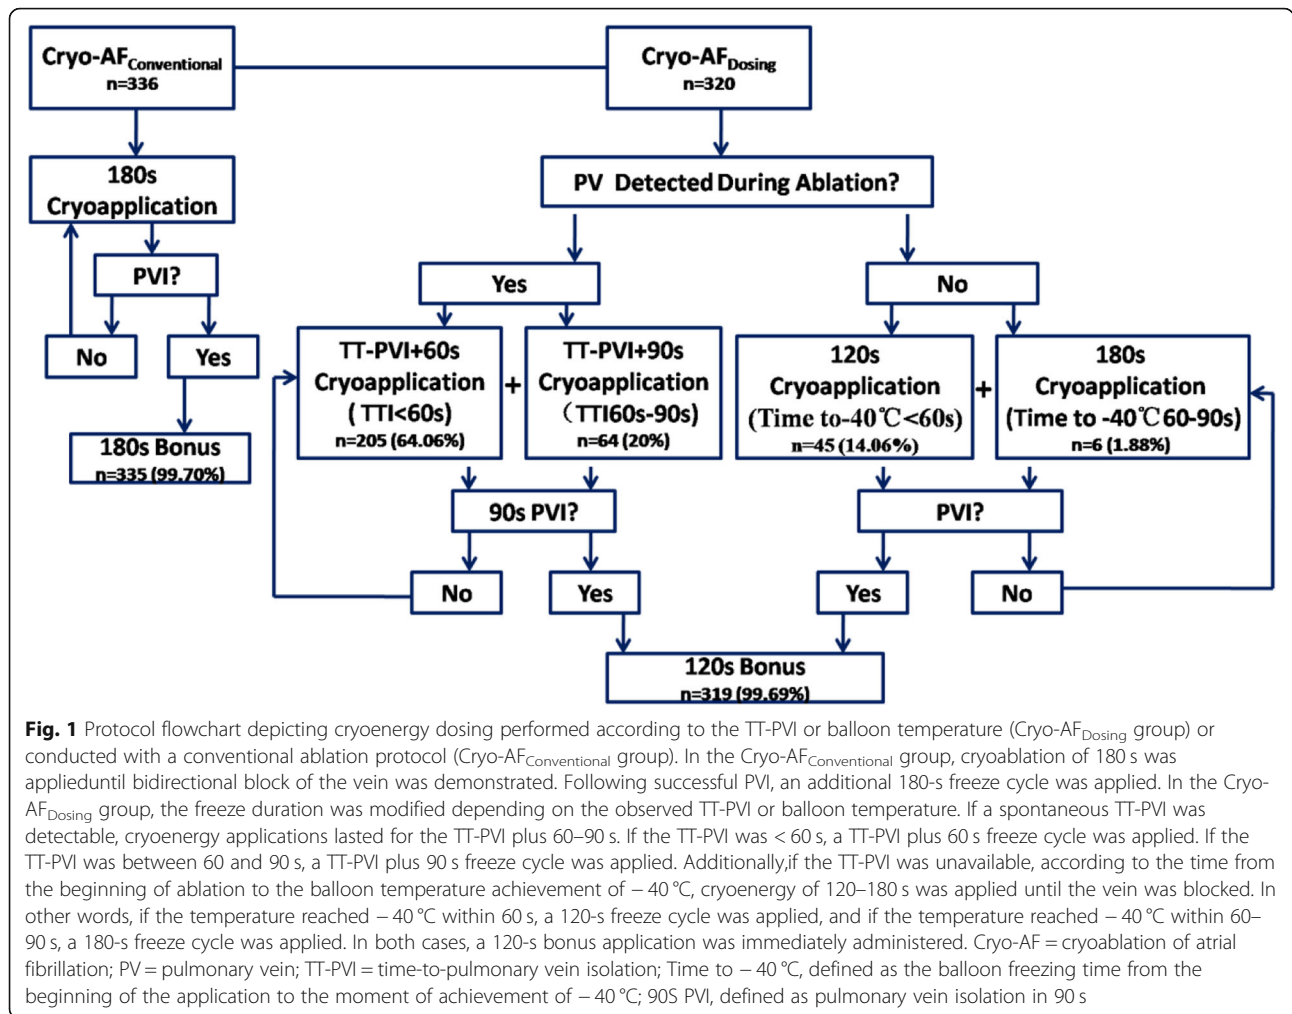 Cryo-AFConventional
n=336
Cryo-AFDosing
n=320
180s
Cryoapplication
PV Detected During Ablation?
PVI?
Yes
No
No
Yes
TT-PVI+60s
Cryoapplication
( TTI<60s)
n=205 (64.06%)
+
TT-PVI+90s
Cryoapplication
（TTI60s-90s)
n=64 (20%)
120s
Cryoapplication
(Time to-40℃<60s)
n=45 (14.06%)
+
180s
Cryoapplication
(Time to -40℃60-90s)
n=6 (1.88%)
180s Bonus
n=335 (99.70%)
90s PVI?
PVI?
No
Yes
Yes
No
120s Bonus
n=319 (99.69%)
Fig. 1 Protocol flowchart depicting cryoenergy dosing performed according to the TT-PVI or balloon temperature (Cryo-AFDosing group) or
conducted with a conventional ablation protocol (Cryo-AFConventional group). In the Cryo-AFConventional group, cryoablation of 180 s was
applieduntil bidirectional block of the vein was demonstrated. Following successful PVI, an additional 180-s freeze cycle was applied. In the Cryo-
AFDosing group, the freeze duration was modified depending on the observed TT-PVI or balloon temperature. If a spontaneous TT-PVI was
detectable, cryoenergy applications lasted for the TT-PVI plus 60–90 s. If the TT-PVI was < 60 s, a TT-PVI plus 60 s freeze cycle was applied. If the
TT-PVI was between 60 and 90 s, a TT-PVI plus 90 s freeze cycle was applied. Additionally,if the TT-PVI was unavailable, according to the time from
the beginning of ablation to the balloon temperature achievement of − 40 °C, cryoenergy of 120–180 s was applied until the vein was blocked. In
other words, if the temperature reached − 40 °C within 60 s, a 120-s freeze cycle was applied, and if the temperature reached − 40 °C within 60–
90 s, a 180-s freeze cycle was applied. In both cases, a 120-s bonus application was immediately administered. Cryo-AF = cryoablation of atrial
fibrillation; PV = pulmonary vein; TT-PVI = time-to-pulmonary vein isolation; Time to − 40 °C, defined as the balloon freezing time from the
beginning of the application to the moment of achievement of − 40 °C; 90S PVI, defined as pulmonary vein isolation in 90 s